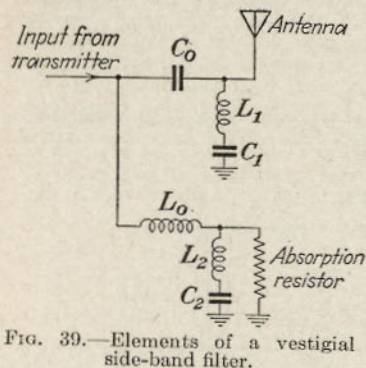 Antenna
Input from
transmitter
C₀
L₁
C₁
L₀
L₂
C₂
Absorption
resistor
FIG. 39.—Elements of a vestigial
side-band filter.